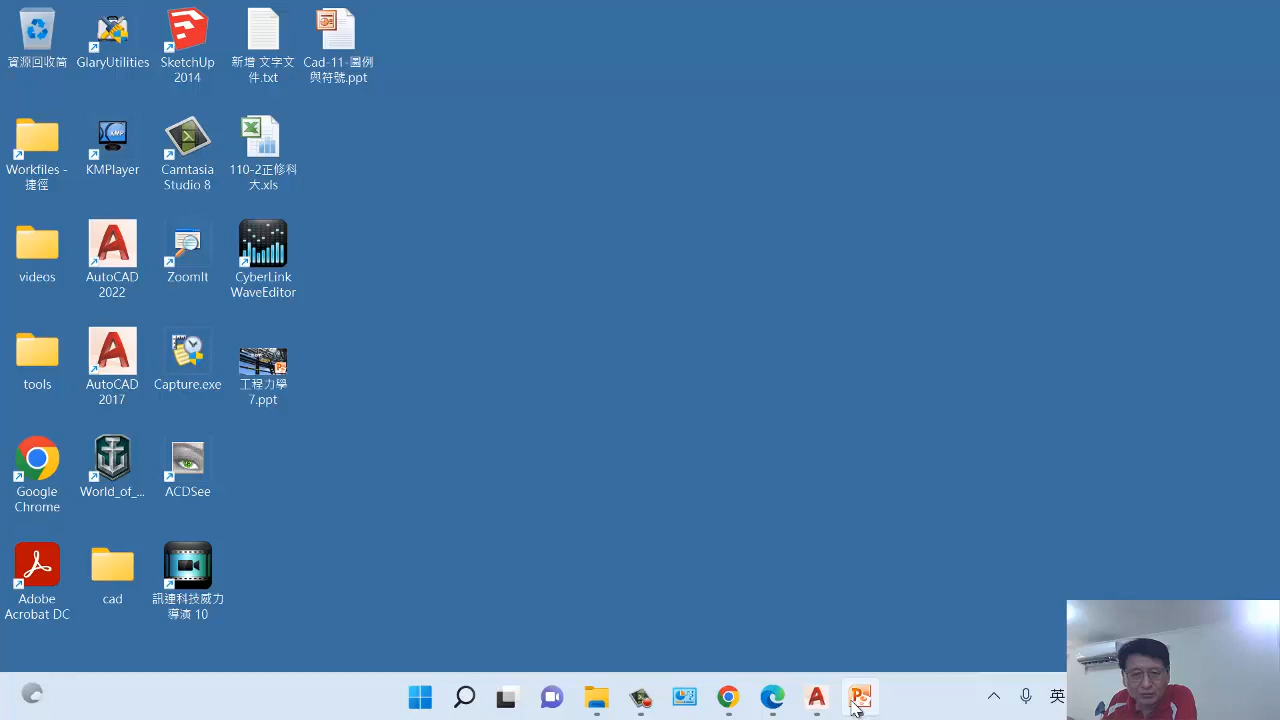 資源回收筒
GlaryUtilities
SketchUp
2014
新增 文字文
件.txt
Cad-11-圖例
與符號.ppt
Workfiles -
捷徑
KMPlayer
Camtasia
Studio 8
110-2正修科
大.xls
videos
AutoCAD
2022
ZoomIt
CyberLink
WaveEditor
tools
AutoCAD
2017
Capture.exe
工程力學
7.ppt
Google
Chrome
World_of_...
ACDSee
Adobe
Acrobat DC
cad
訊連科技威力
導演 10
英